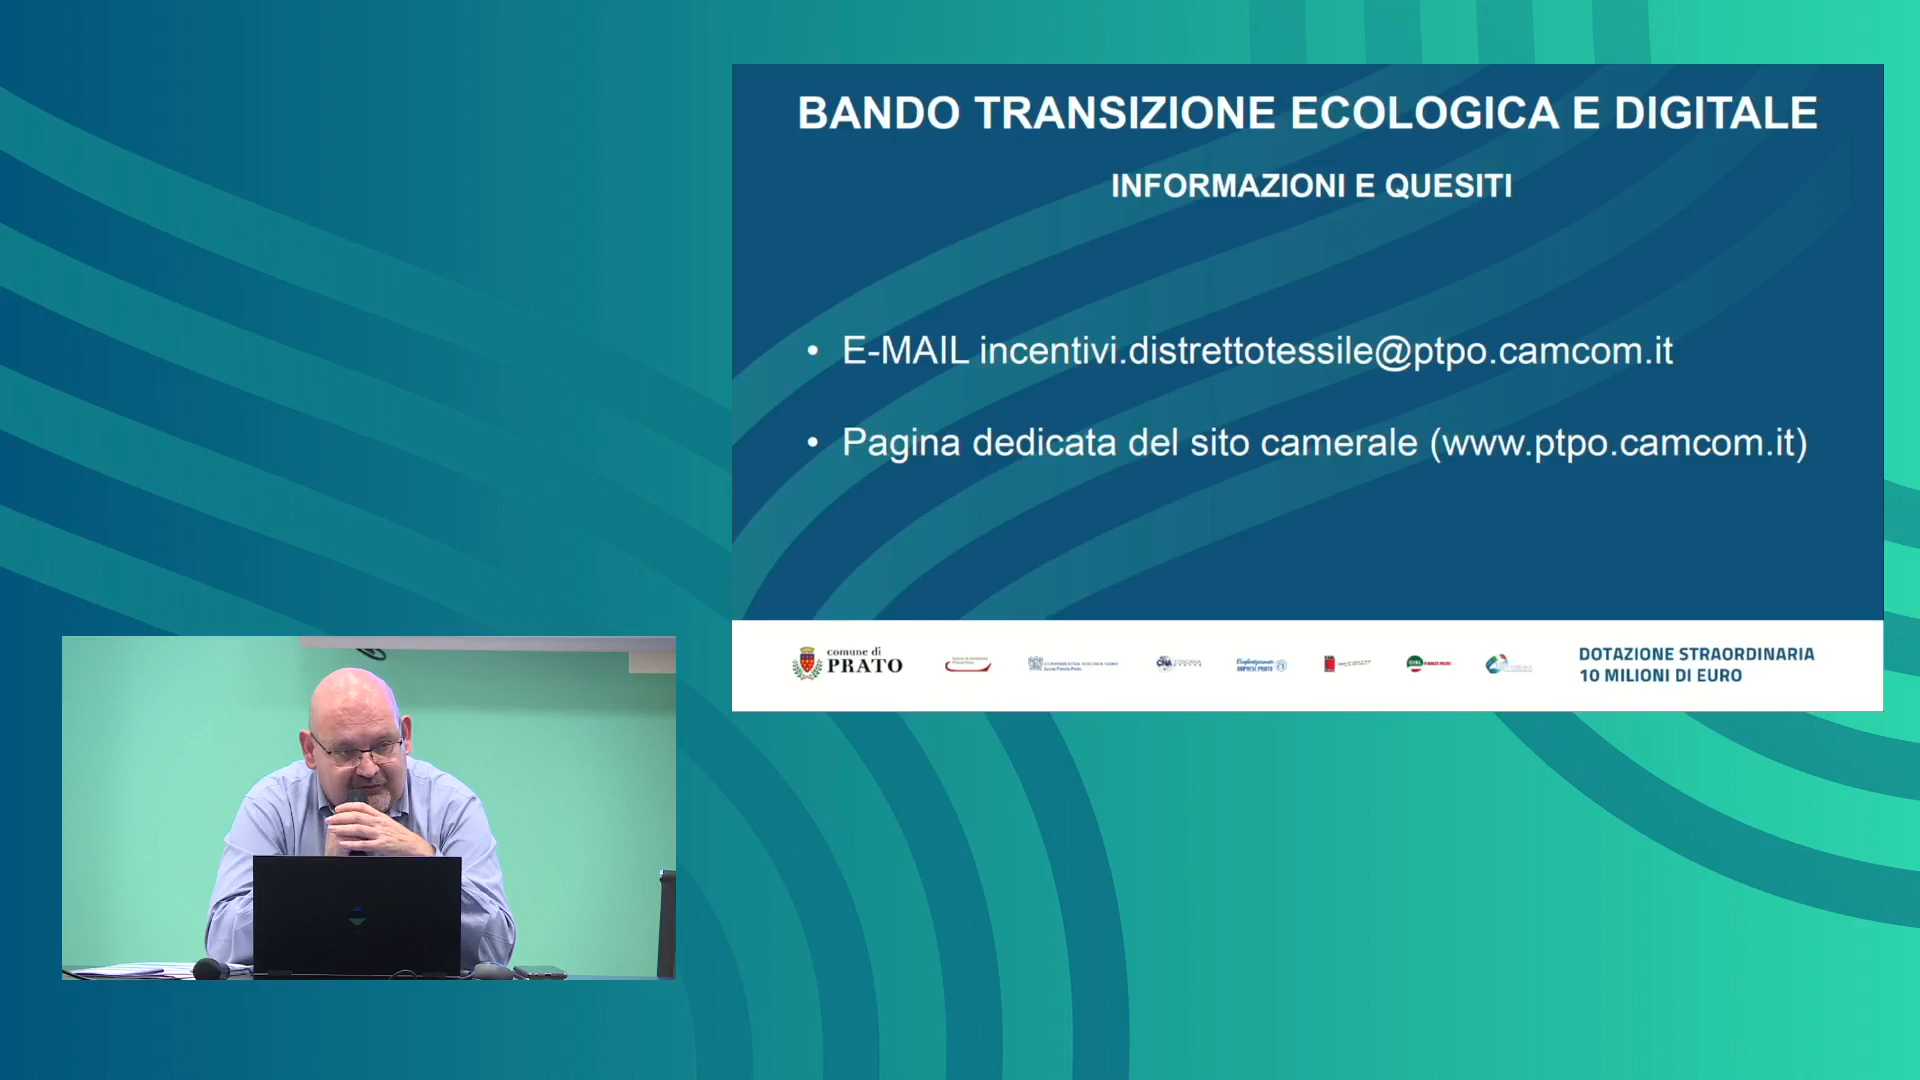 BANDO TRANSIZIONE ECOLOGICA E DIGITALE
INFORMAZIONI E QUESITI
• E-MAIL incentivi.distrettotessile@ptpo.camcom.it
• Pagina dedicata del sito camerale (www.ptpo.camcom.it)
comune di
PRATO
CNA
DOTAZIONE STRAORDINARIA
10 MILIONI DI EURO